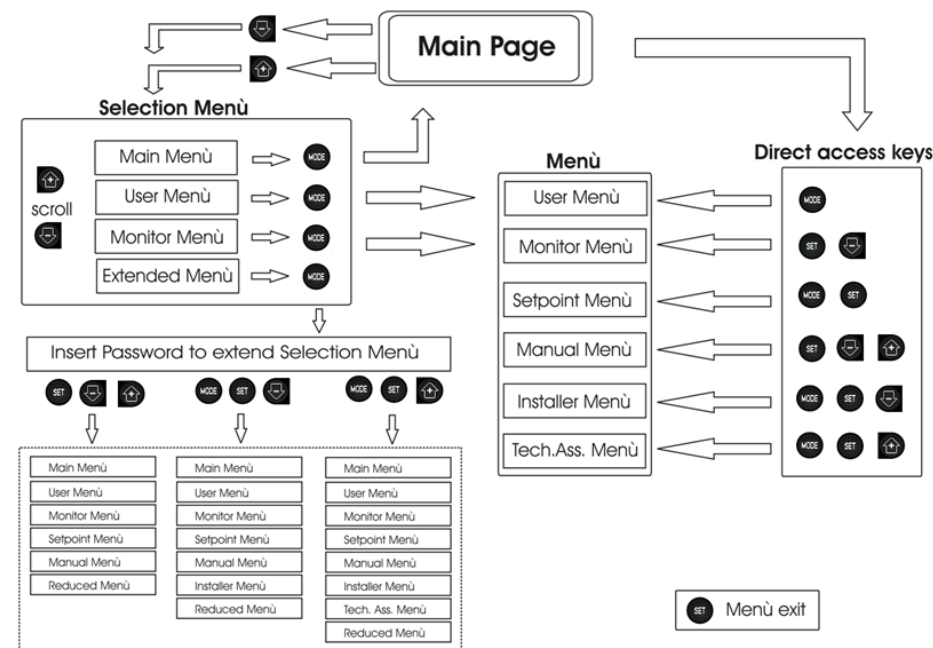 Main Page
Selection Menù
scroll
Main Menù MODE
User Menù MODE
Monitor Menù MODE
Extended Menù MODE
Insert Password to extend Selection Menù
SET
MODE SET
MODE SET
Main Menù
User Menù
Monitor Menù
Setpoint Menù
Manual Menù
Reduced Menù
Main Menù
User Menù
Monitor Menù
Setpoint Menù
Manual Menù
Installer Menù
Reduced Menù
Main Menù
User Menù
Monitor Menù
Setpoint Menù
Manual Menù
Installer Menù
Tech. Ass. Menù
Reduced Menù
Menù
User Menù
Monitor Menù
Setpoint Menù
Manual Menù
Installer Menù
Tech.Ass. Menù
Direct access keys
MODE
SET
MODE SET
SET
MODE SET
MODE SET
SET Menù exit